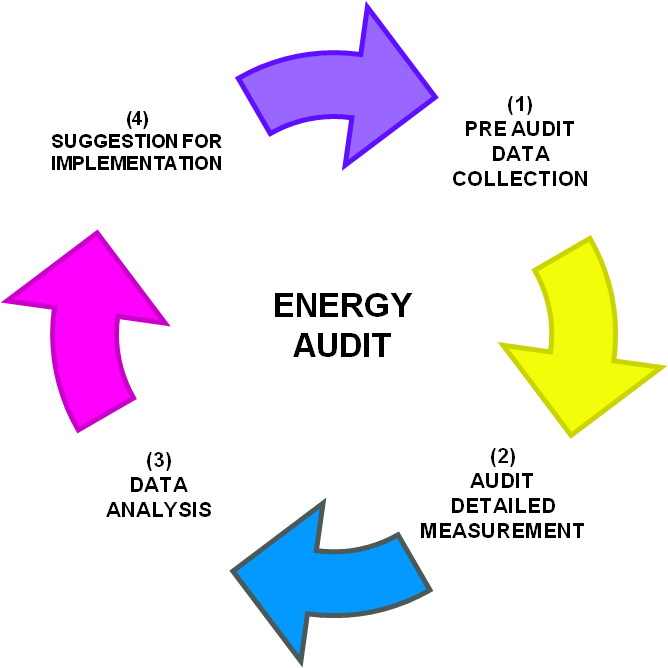 (1)
PRE AUDIT
DATA
COLLECTION
(2)
AUDIT
DETAILED
MEASUREMENT
(3)
DATA
ANALYSIS
(4)
SUGGESTION FOR
IMPLEMENTATION
ENERGY
AUDIT